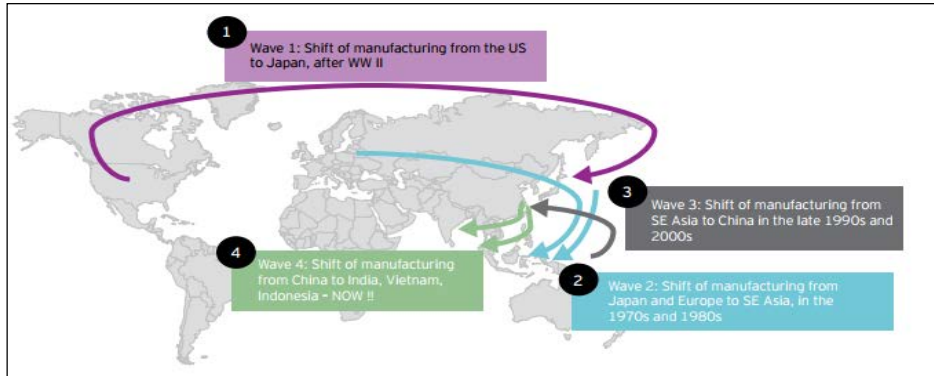 1
Wave 1: Shift of manufacturing from the US
to Japan, after WW II
3
Wave 3: Shift of manufacturing from
SE Asia to China in the late 1990s and
2000s
4
Wave 4: Shift of manufacturing
from China to India, Vietnam,
Indonesia - NOW !!
2
Wave 2: Shift of manufacturing from
Japan and Europe to SE Asia, in the
1970s and 1980s